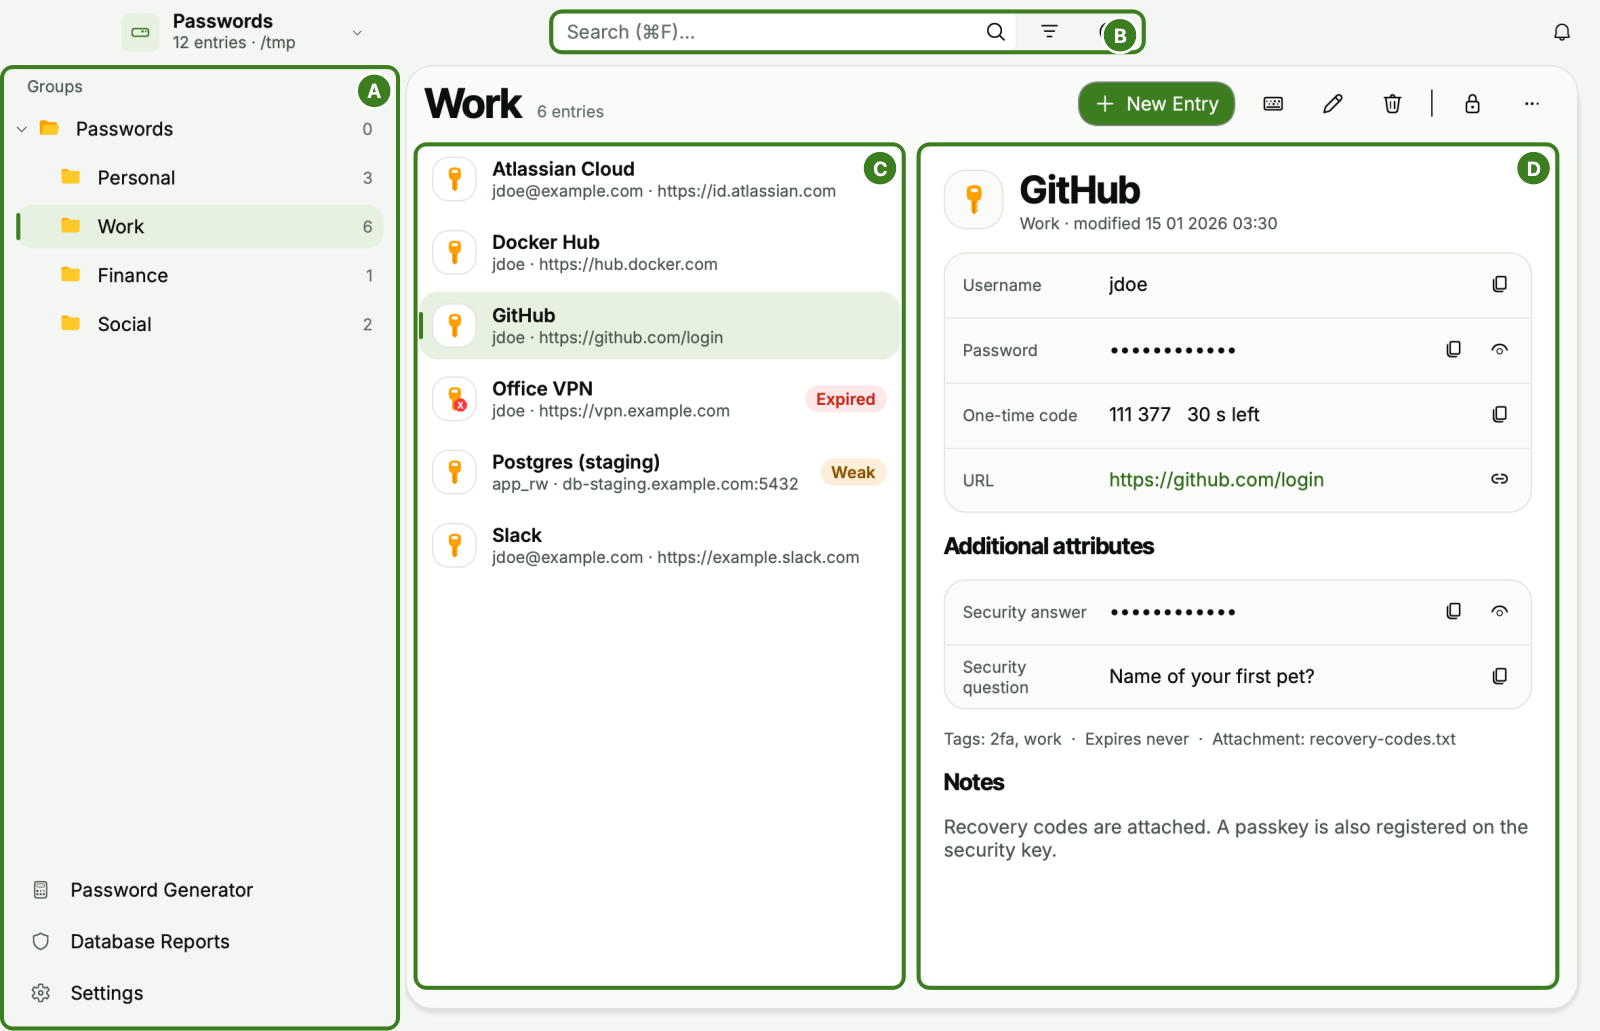 Passwords
12 entries · /tmp
Search (⌘F)...
B
Groups
A
Passwords 0
Personal 3
Work 6
Finance 1
Social 2
Password Generator
Database Reports
Settings
Work 6 entries
New Entry
C
Atlassian Cloud
jdoe@example.com · https://id.atlassian.com
Docker Hub
jdoe · https://hub.docker.com
GitHub
jdoe · https://github.com/login
Office VPN
jdoe · https://vpn.example.com
Expired
Postgres (staging)
app_rw · db-staging.example.com:5432
Weak
Slack
jdoe@example.com · https://example.slack.com
D
GitHub
Work · modified 15 01 2026 03:30
Username jdoe
Password ••••••••••••
One-time code 111 377 30 s left
URL https://github.com/login
Additional attributes
Security answer ••••••••••••
Security
question
Name of your first pet?
Tags: 2fa, work · Expires never · Attachment: recovery-codes.txt
Notes
Recovery codes are attached. A passkey is also registered on the
security key.